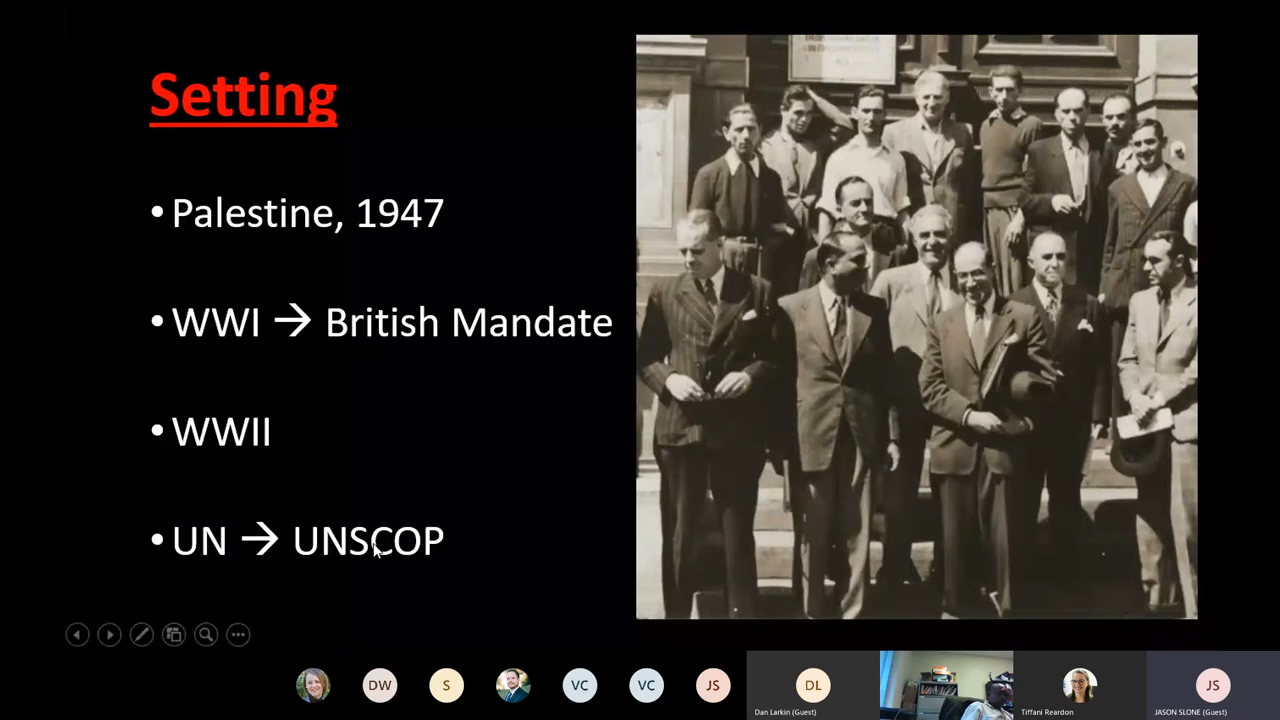 Setting
• Palestine, 1947
• WWI → British Mandate
• WWII
• UN → UNSCOP
DW
S
VC
VC
JS
DL
JS
Dan Larkin (Guest)
Tiffani Reardon
JASON SLONE (Guest)